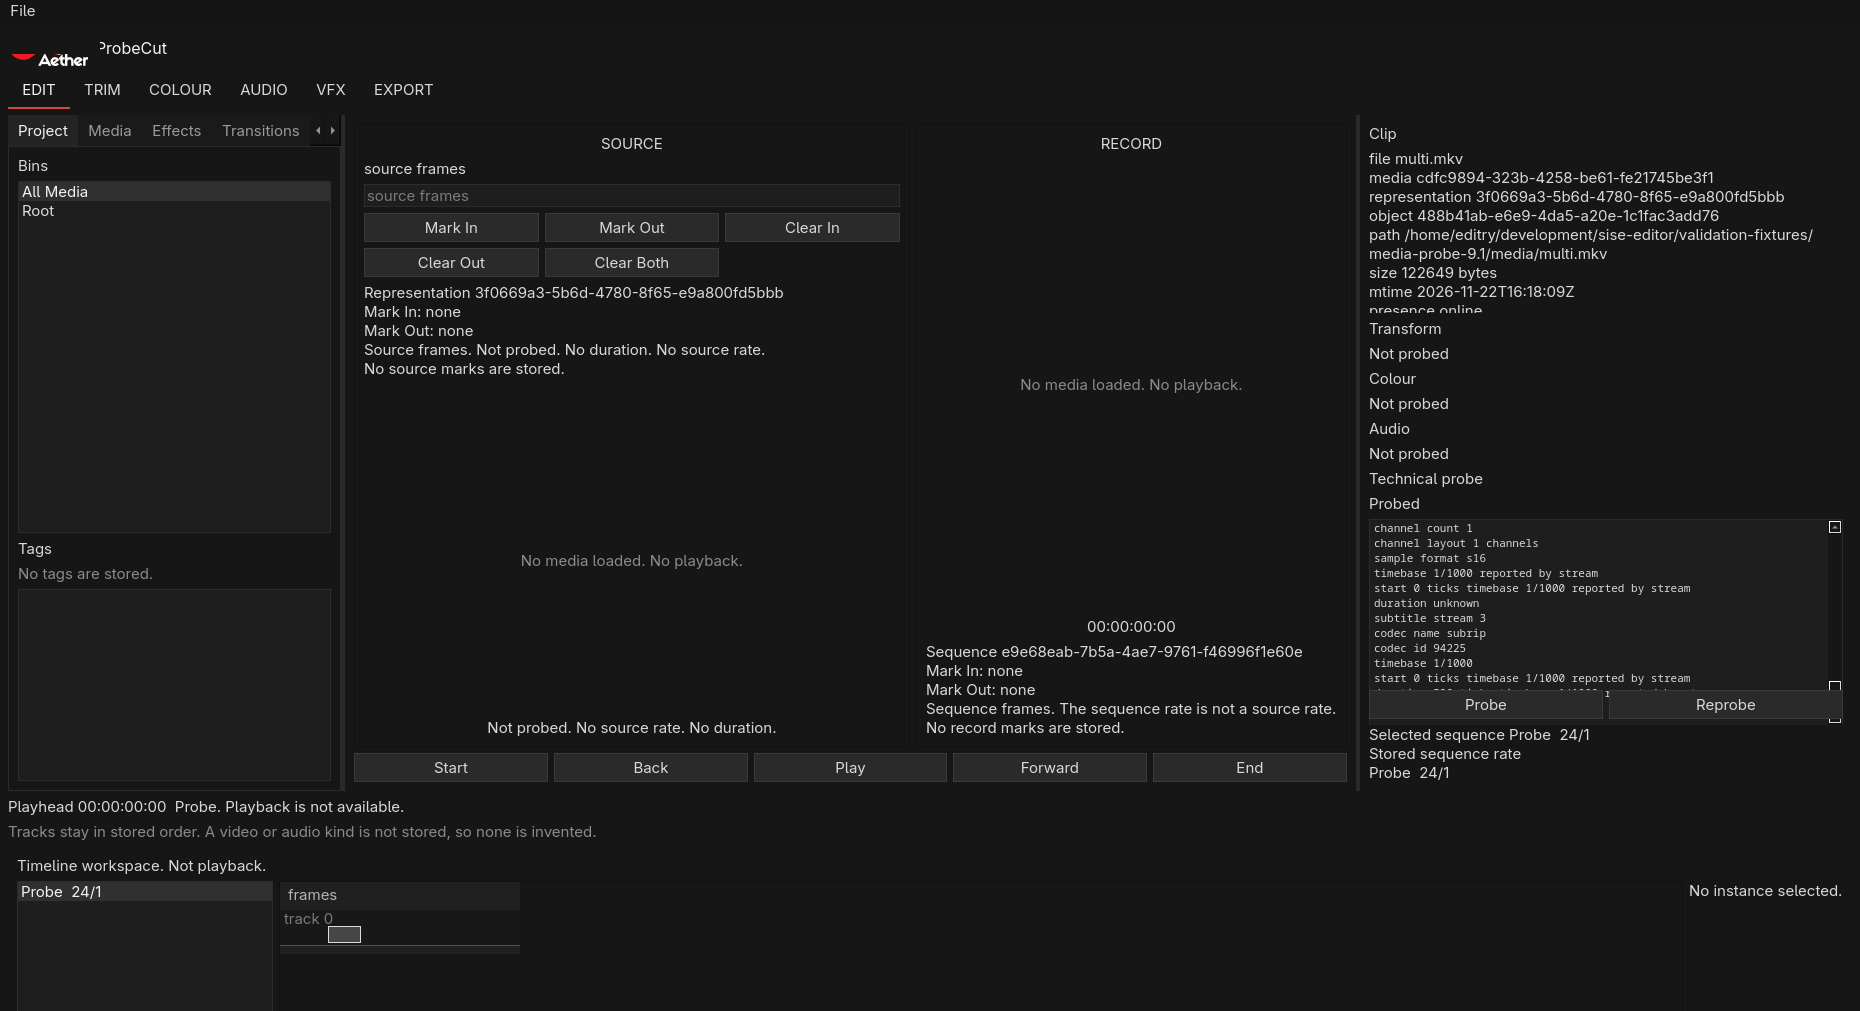 File
Aether
ProbeCut
EDIT TRIM COLOUR AUDIO VFX EXPORT
Project Media Effects Transitions
Bins
All Media
Root
Tags
No tags are stored.
SOURCE
source frames
source frames
Mark In Mark Out Clear In
Clear Out Clear Both
Representation 3f0669a3-5b6d-4780-8f65-e9a800fd5bbb
Mark In: none
Mark Out: none
Source frames. Not probed. No duration. No source rate.
No source marks are stored.
No media loaded. No playback.
Not probed. No source rate. No duration.
RECORD
No media loaded. No playback.
00:00:00:00
Sequence e9e68eab-7b5a-4ae7-9761-f46996f1e60e
Mark In: none
Mark Out: none
Sequence frames. The sequence rate is not a source rate.
No record marks are stored.
Start Back Play Forward End
Clip
file multi.mkv
media cdfc9894-323b-4258-be61-fe21745be3f1
representation 3f0669a3-5b6d-4780-8f65-e9a800fd5bbb
object 488b41ab-e6e9-4da5-a20e-1c1fac3add76
path /home/editry/development/sise-editor/validation-fixtures/
media-probe-9.1/media/multi.mkv
size 122649 bytes
mtime 2026-11-22T16:18:09Z
presence online
Transform
Not probed
Colour
Not probed
Audio
Not probed
Technical probe
Probed
channel count 1
channel layout 1 channels
sample format s16
timebase 1/1000 reported by stream
start 0 ticks timebase 1/1000 reported by stream
duration unknown
subtitle stream 3
codec name subrip
codec id 94225
timebase 1/1000
start 0 ticks timebase 1/1000 reported by stream
Probe Reprobe
Selected sequence Probe  24/1
Stored sequence rate
Probe  24/1
Playhead 00:00:00:00  Probe. Playback is not available.
Tracks stay in stored order. A video or audio kind is not stored, so none is invented.
Timeline workspace. Not playback.
Probe  24/1
frames
track 0
No instance selected.